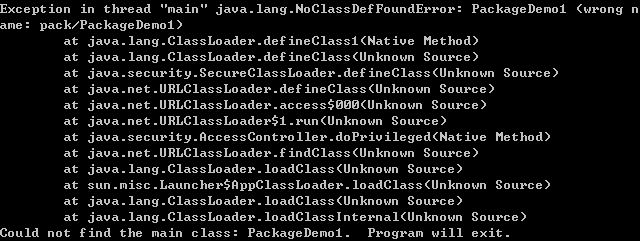 Exception in thread "main" java.lang.NoClassDefFoundError: PackageDemo1 (wrong n
ame: pack/PackageDemo1)
        at java.lang.ClassLoader.defineClass1(Native Method)
        at java.lang.ClassLoader.defineClass(Unknown Source)
        at java.security.SecureClassLoader.defineClass(Unknown Source)
        at java.net.URLClassLoader.defineClass(Unknown Source)
        at java.net.URLClassLoader.access$000(Unknown Source)
        at java.net.URLClassLoader$1.run(Unknown Source)
        at java.security.AccessController.doPrivileged(Native Method)
        at java.net.URLClassLoader.findClass(Unknown Source)
        at java.lang.ClassLoader.loadClass(Unknown Source)
        at sun.misc.Launcher$AppClassLoader.loadClass(Unknown Source)
        at java.lang.ClassLoader.loadClass(Unknown Source)
        at java.lang.ClassLoader.loadClassInternal(Unknown Source)
Could not find the main class: PackageDemo1.  Program will exit.